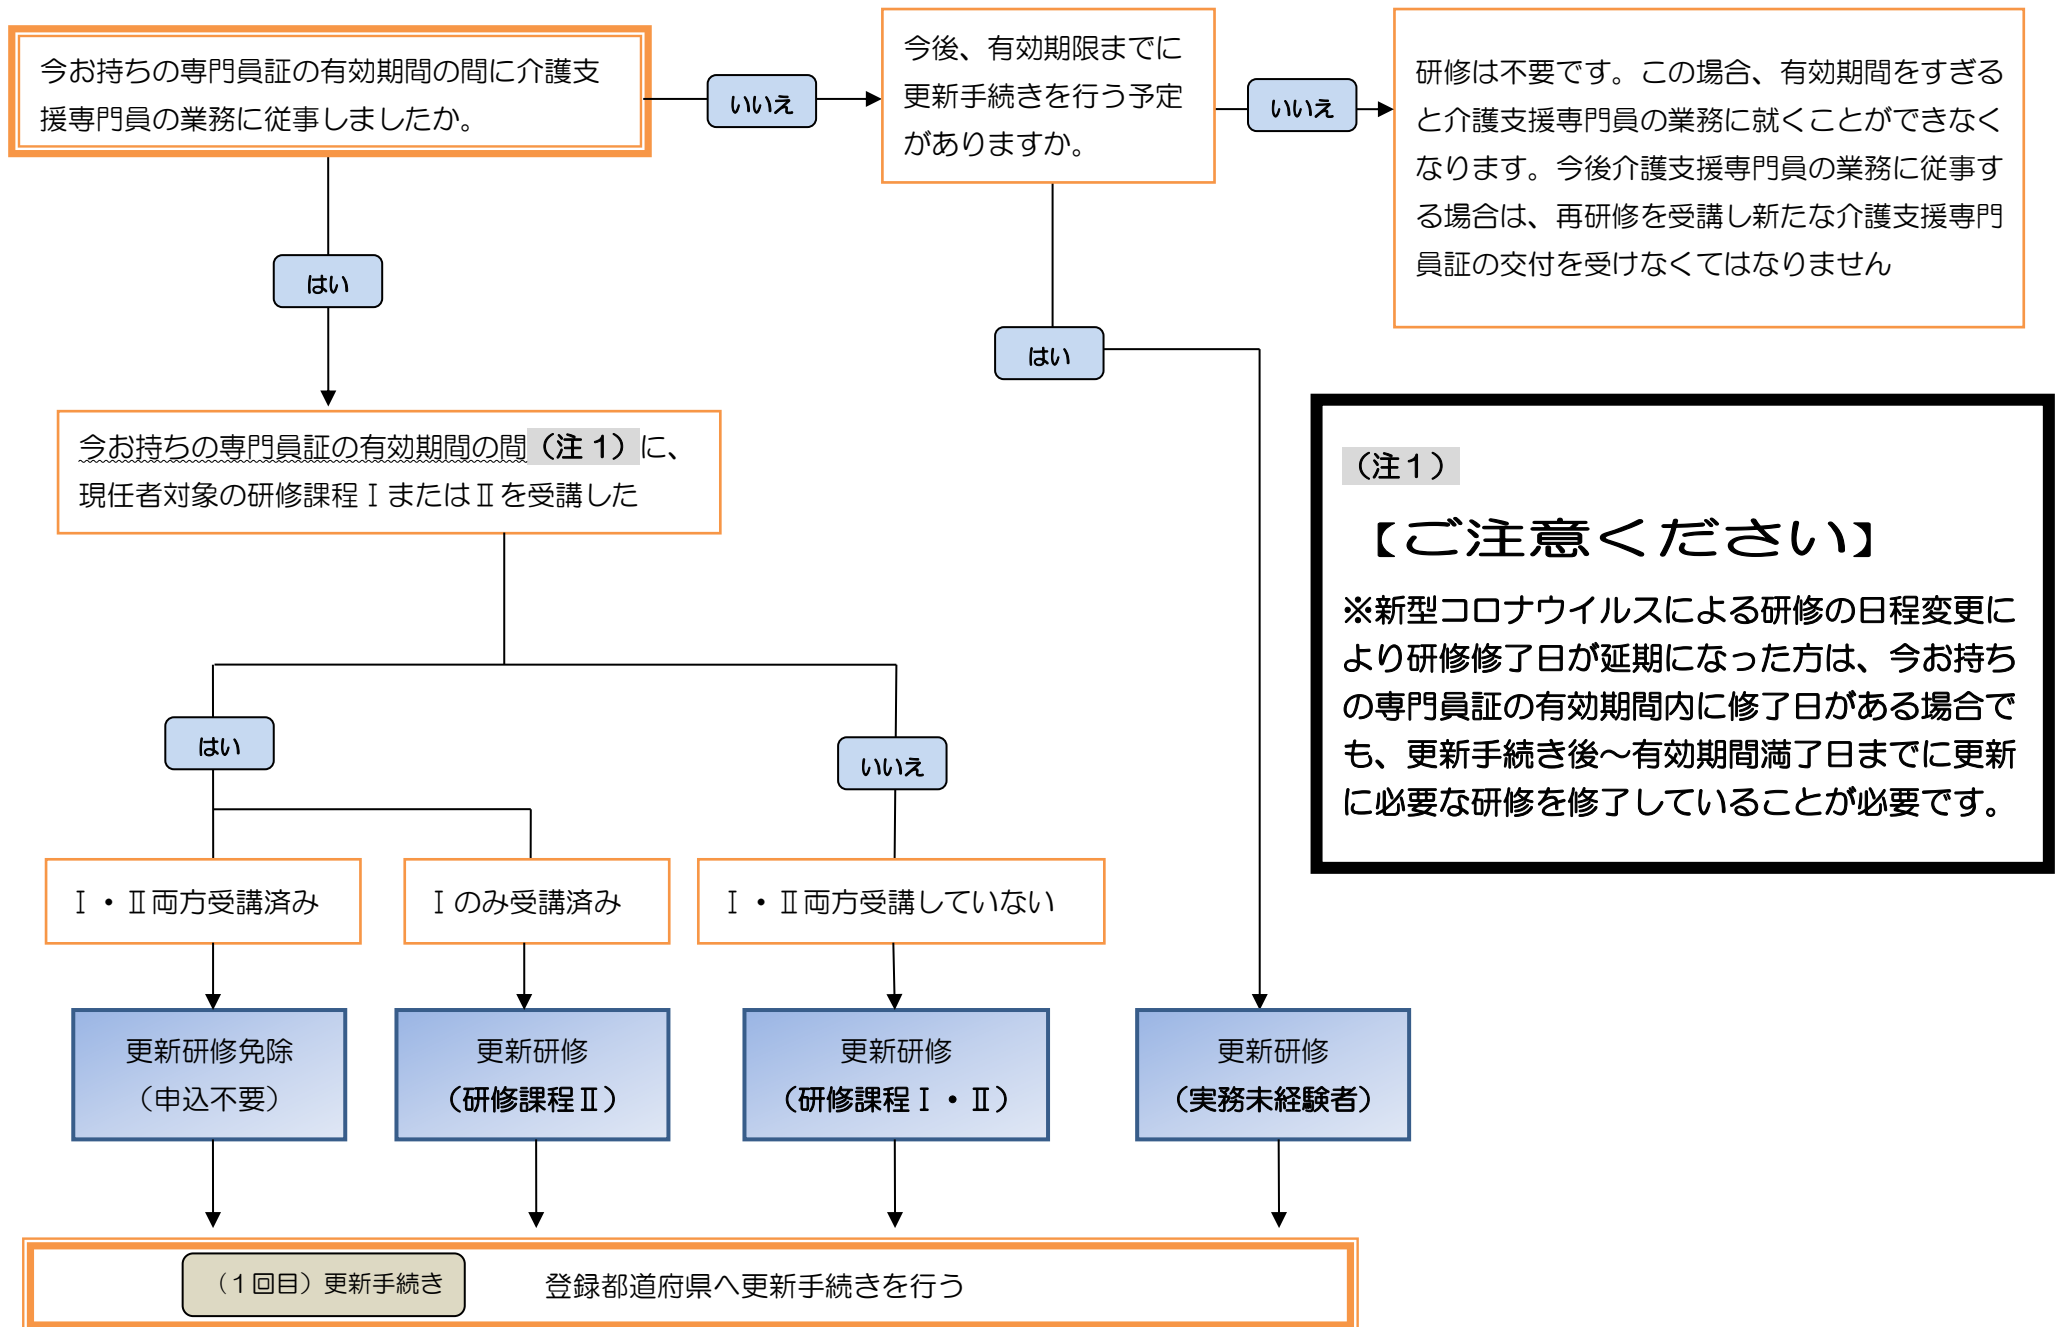 今お持ちの専門員証の有効期間の間に介護支
援専門員の業務に従事しましたか。
いいえ
今後、有効期限までに
更新手続きを行う予定
がありますか。
いいえ
研修は不要です。この場合、有効期間をすぎる
と介護支援専門員の業務に就くことができなく
なります。今後介護支援専門員の業務に従事す
る場合は、再研修を受講し新たな介護支援専門
員証の交付を受けなくてはなりません
はい
はい
今お持ちの専門員証の有効期間の間（注１）に、
現任者対象の研修課程ⅠまたはⅡを受講した
（注１）
【ご注意ください】
※新型コロナウイルスによる研修の日程変更に
より研修修了日が延期になった方は、今お持ち
の専門員証の有効期間内に修了日がある場合で
も、更新手続き後～有効期間満了日までに更新
に必要な研修を修了していることが必要です。
はい
いいえ
Ⅰ・Ⅱ両方受講済み
Ⅰのみ受講済み
Ⅰ・Ⅱ両方受講していない
更新研修免除
（申込不要）
更新研修
（研修課程Ⅱ）
更新研修
（研修課程Ⅰ・Ⅱ）
更新研修
（実務未経験者）
（１回目）更新手続き
登録都道府県へ更新手続きを行う